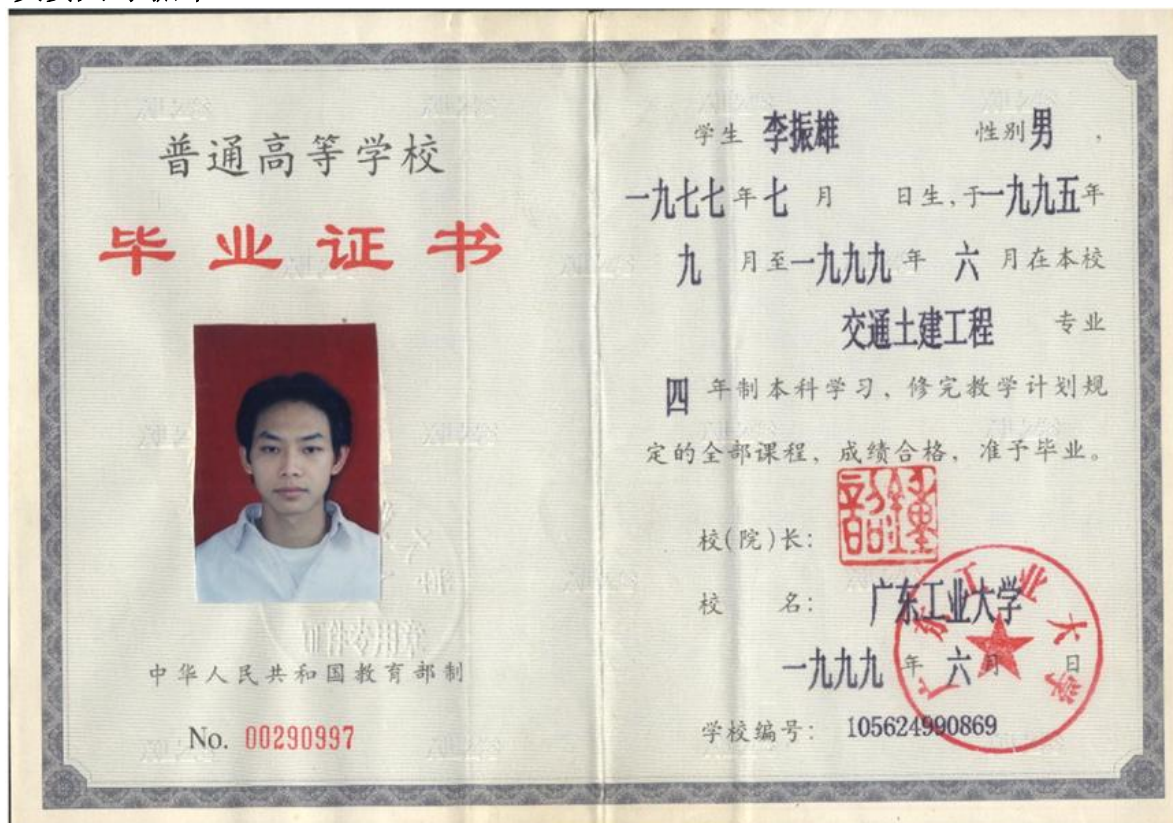 普通高等学校
毕业证书
中华人民共和国教育部制
No. 00290997
学生 李振雄 性别 男 ,
一九七七年七月 日生,于一九九五年
九 月至一九九九年 六 月在本校
交通土建工程 专业
四 年制本科学习,修完教学计划规
定的全部课程,成绩合格,准予毕业。
校(院)长:
校 名: 广东工业大学
广东工业大学
一九九九 年 六 月 日
学校编号: 105624990869